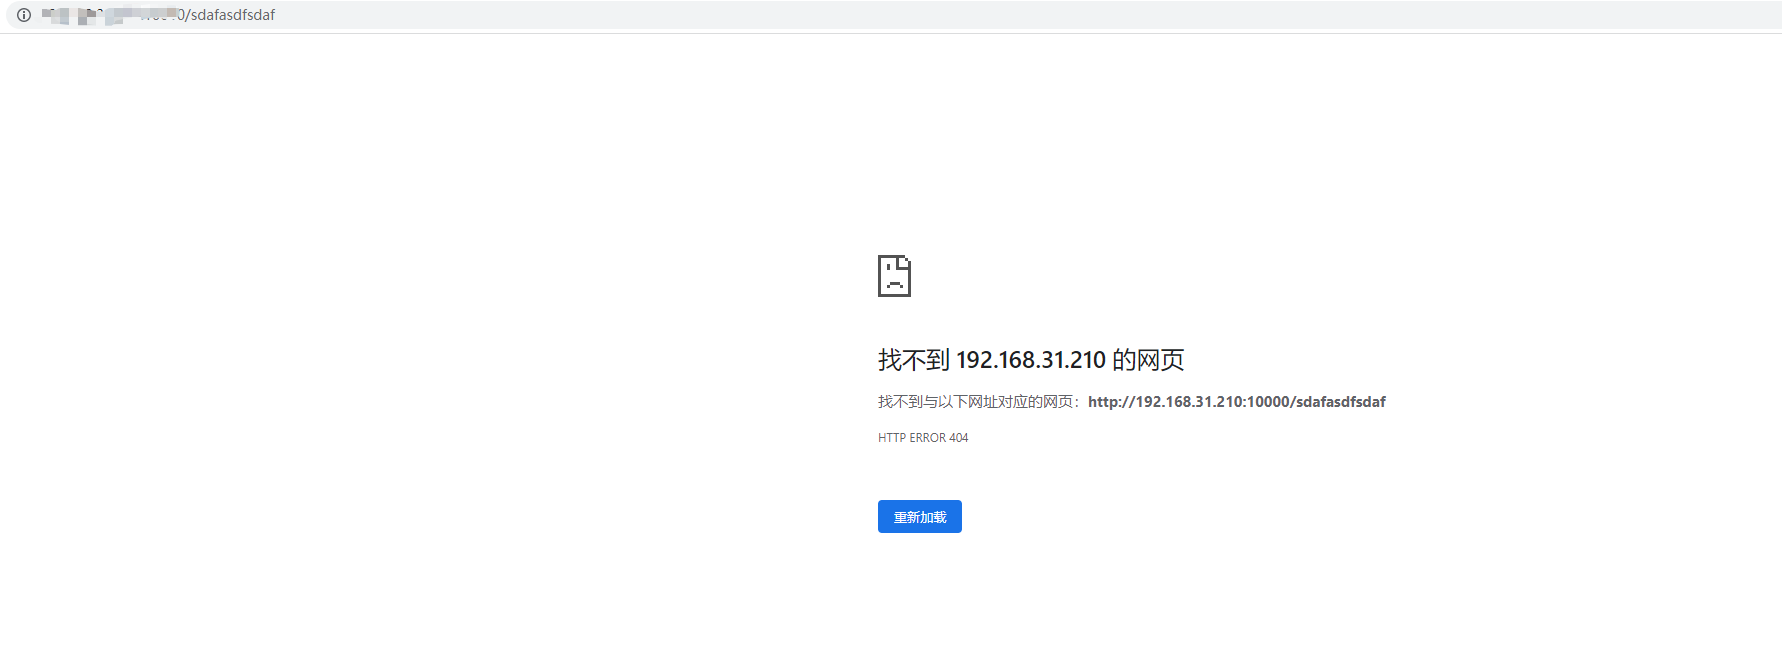 0/sdafasdfsdaf
找不到 192.168.31.210 的网页
找不到与以下网址对应的网页：http://192.168.31.210:10000/sdafasdfsdaf
HTTP ERROR 404
重新加载